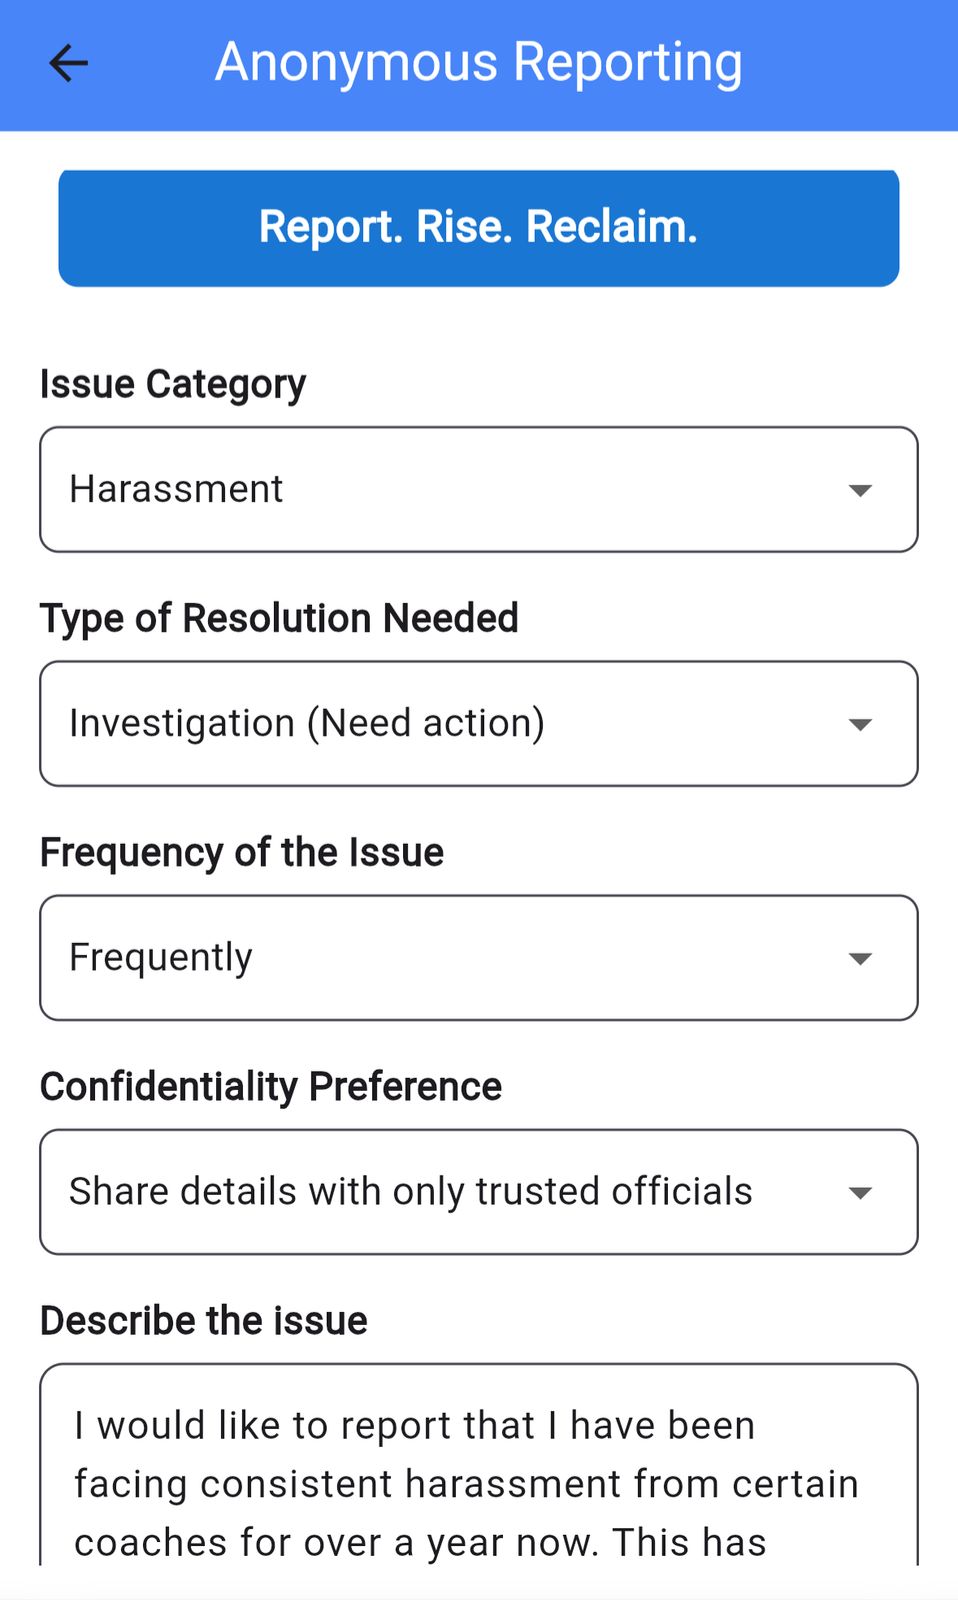 Anonymous Reporting
Report. Rise. Reclaim.
Issue Category
Harassment
Type of Resolution Needed
Investigation (Need action)
Frequency of the Issue
Frequently
Confidentiality Preference
Share details with only trusted officials
Describe the issue
I would like to report that I have been
facing consistent harassment from certain
coaches for over a year now. This has